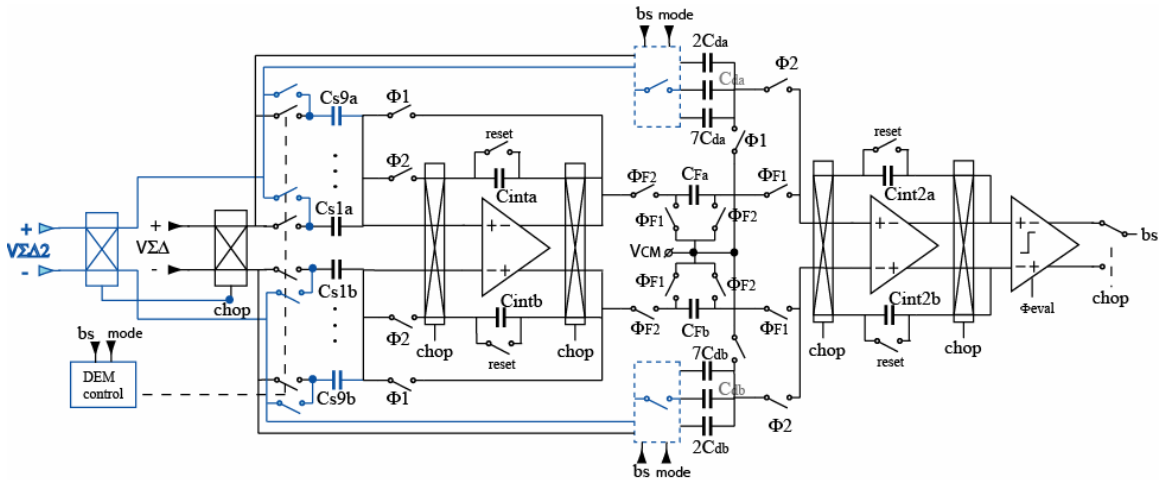 bs mode
2Cda
Φ2
Cda
7Cda
Φ1
Cs9a
Φ1
reset
Φ2
Cinta
Cs1a
ΦF2
CFa
ΦF1
ΦF1
ΦF2
reset
Cint2a
+
VΣΔ2
-
+
VΣΔ
-
chop
+ -
- +
VCM
+ -
- +
+ -
- +
bs
Φeval
chop
Cs1b
Cintb
reset
Φ2
chop
chop
ΦF1
ΦF2
ΦF2
CFb
ΦF1
Cint2b
reset
chop
chop
bs mode
DEM
control
Cs9b
Φ1
7Cdb
Cdb
2Cdb
Φ2
bs mode